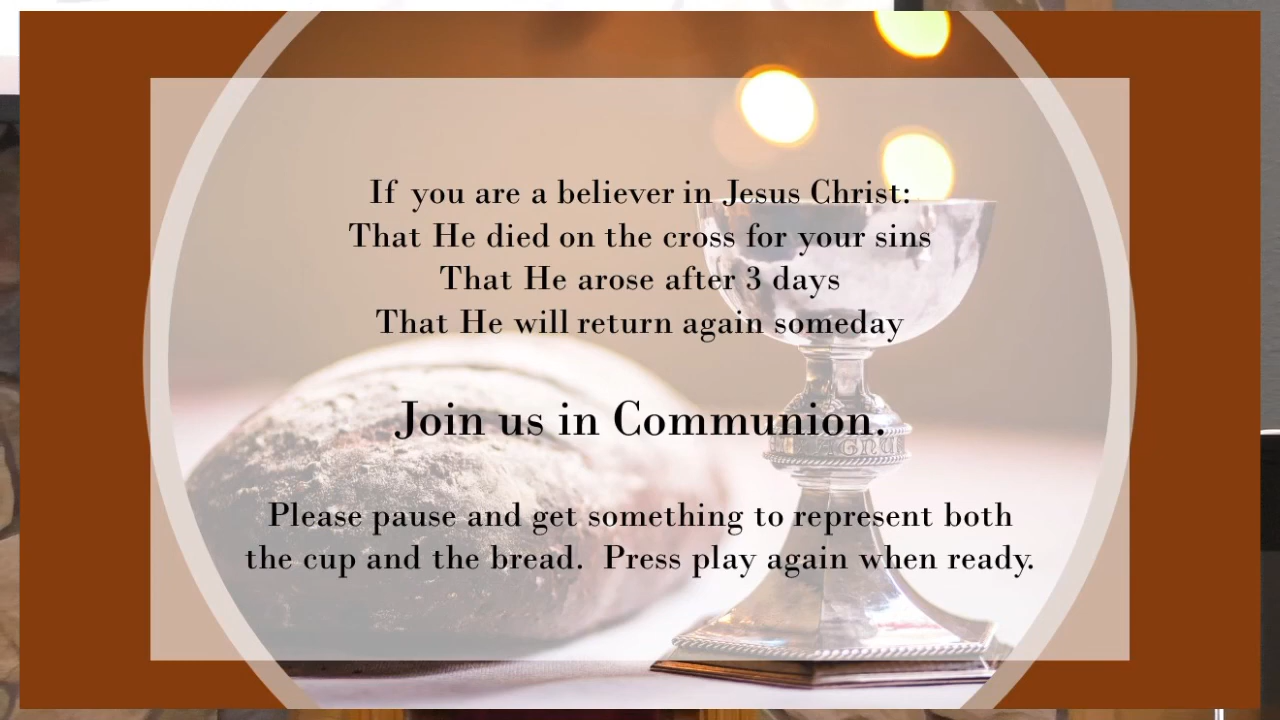 If you are a believer in Jesus Christ:
That He died on the cross for your sins
That He arose after 3 days
That He will return again someday
Join us in Communion.
Please pause and get something to represent both
the cup and the bread. Press play again when ready.